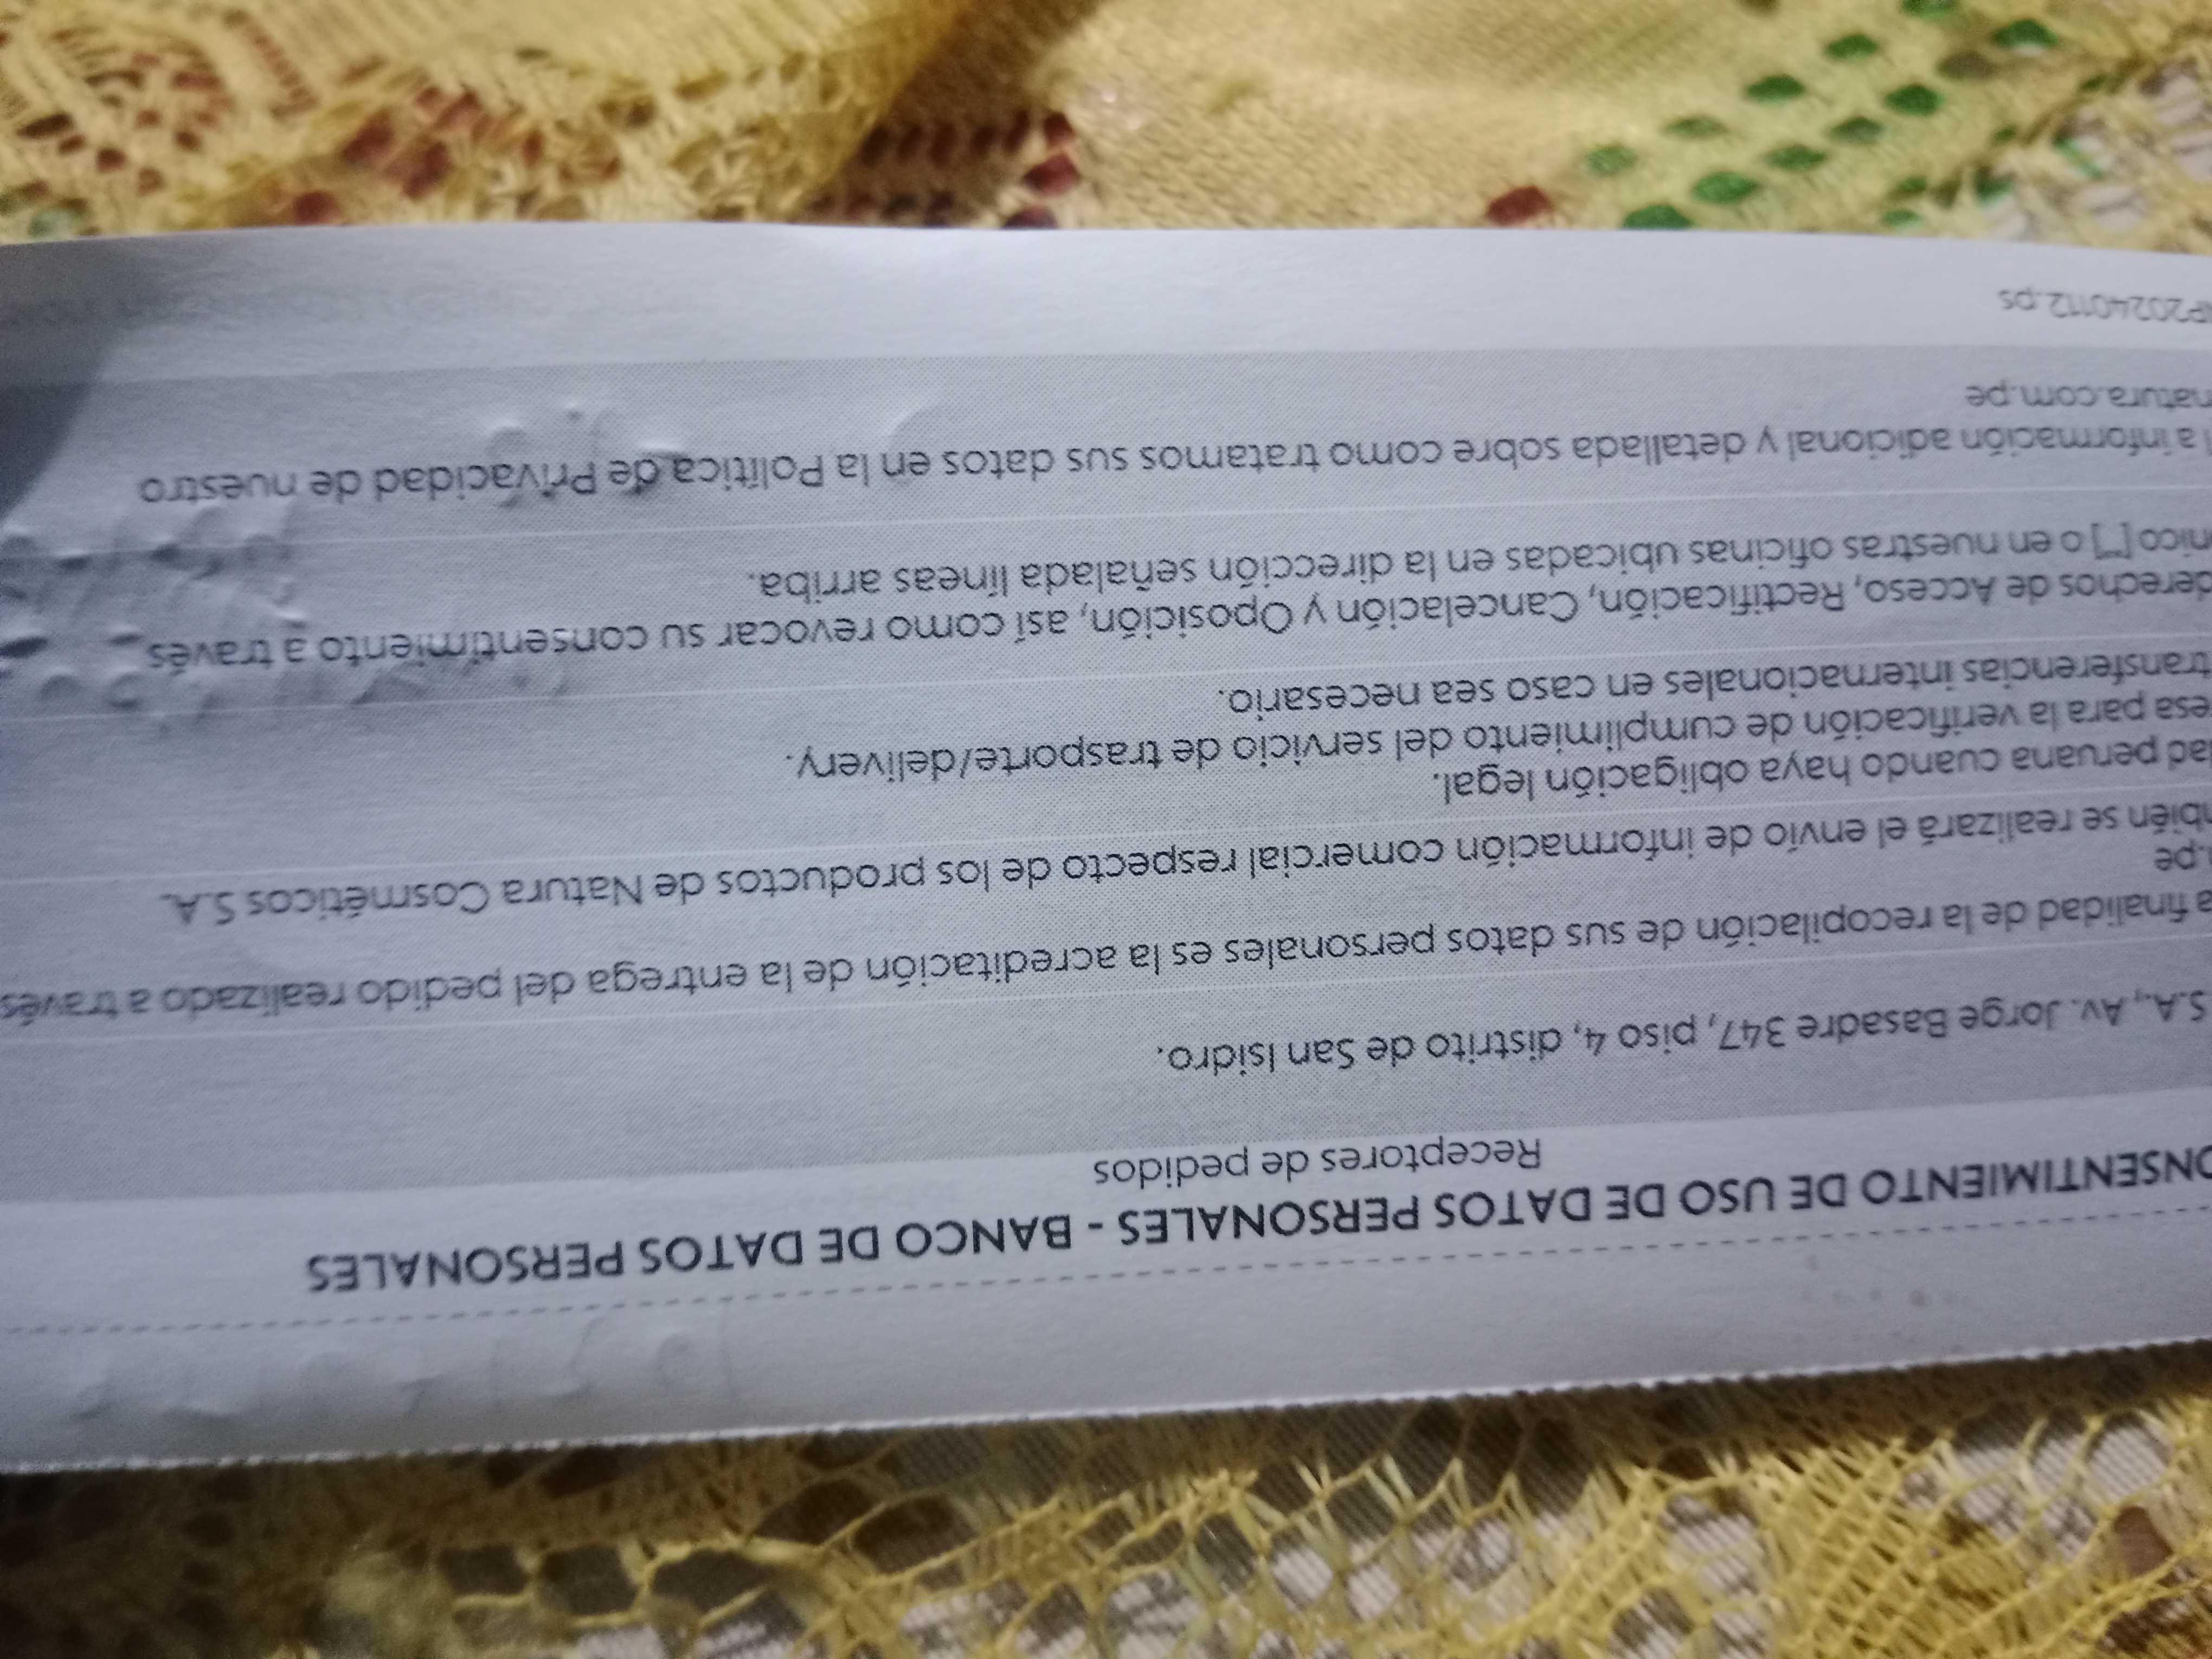 ONSENTIMIENTO DE USO DE DATOS PERSONALES - BANCO DE DATOS PERSONALES
Receptores de pedidos
S.A., Av. Jorge Basadre 347, piso 4, distrito de San Isidro.
a finalidad de la recopilación de sus datos personales es la acreditación de la entrega del pedido realizado a través
.pe
bién se realizará el envío de información comercial respecto de los productos de Natura Cosméticos S.A.
dad peruana cuando haya obligación legal.
esa para la verificación de cumplimiento del servicio de trasporte/delivery.
transferencias internacionales en caso sea necesario.
derechos de Acceso, Rectificación, Cancelación y Oposición, así como revocar su consentimiento a través
nico [""] o en nuestras oficinas ubicadas en la dirección señalada líneas arriba.
la información adicional y detallada sobre como tratamos sus datos en la Política de Privacidad de nuestro
natura.com.pe
P20240112.ps